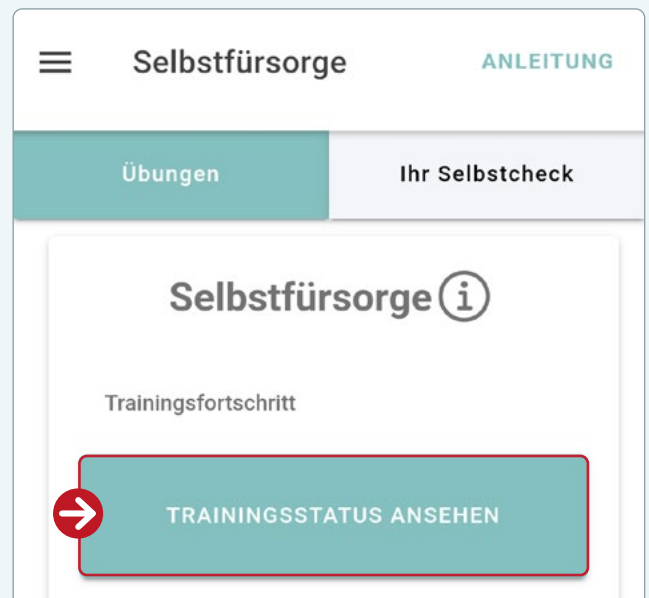 Selbstfürsorge ANLEITUNG
Übungen Ihr Selbstcheck
Selbstfürsorge i
Trainingsfortschritt
TRAININGSSTATUS ANSEHEN